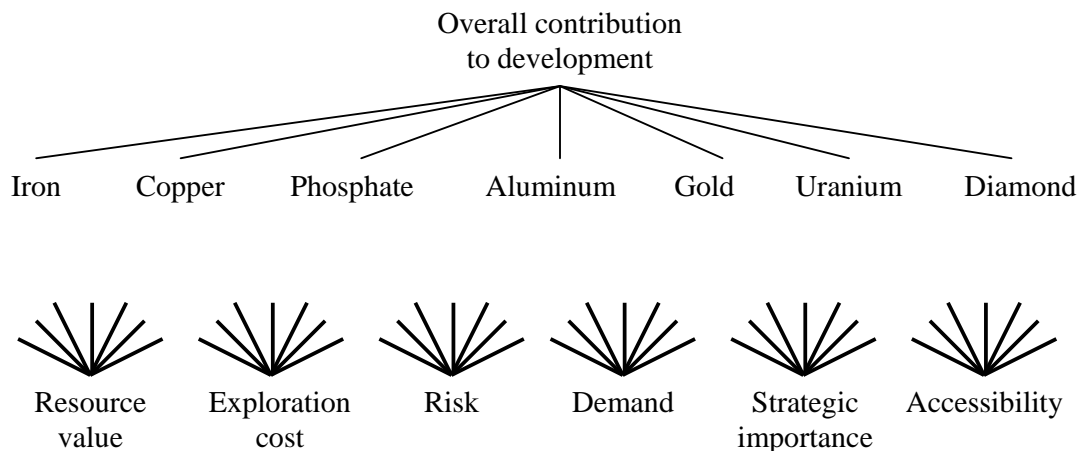 Overall contribution
to development
Iron Copper Phosphate Aluminum Gold Uranium Diamond
Resource value
Exploration cost
Risk
Demand
Strategic importance
Accessibility